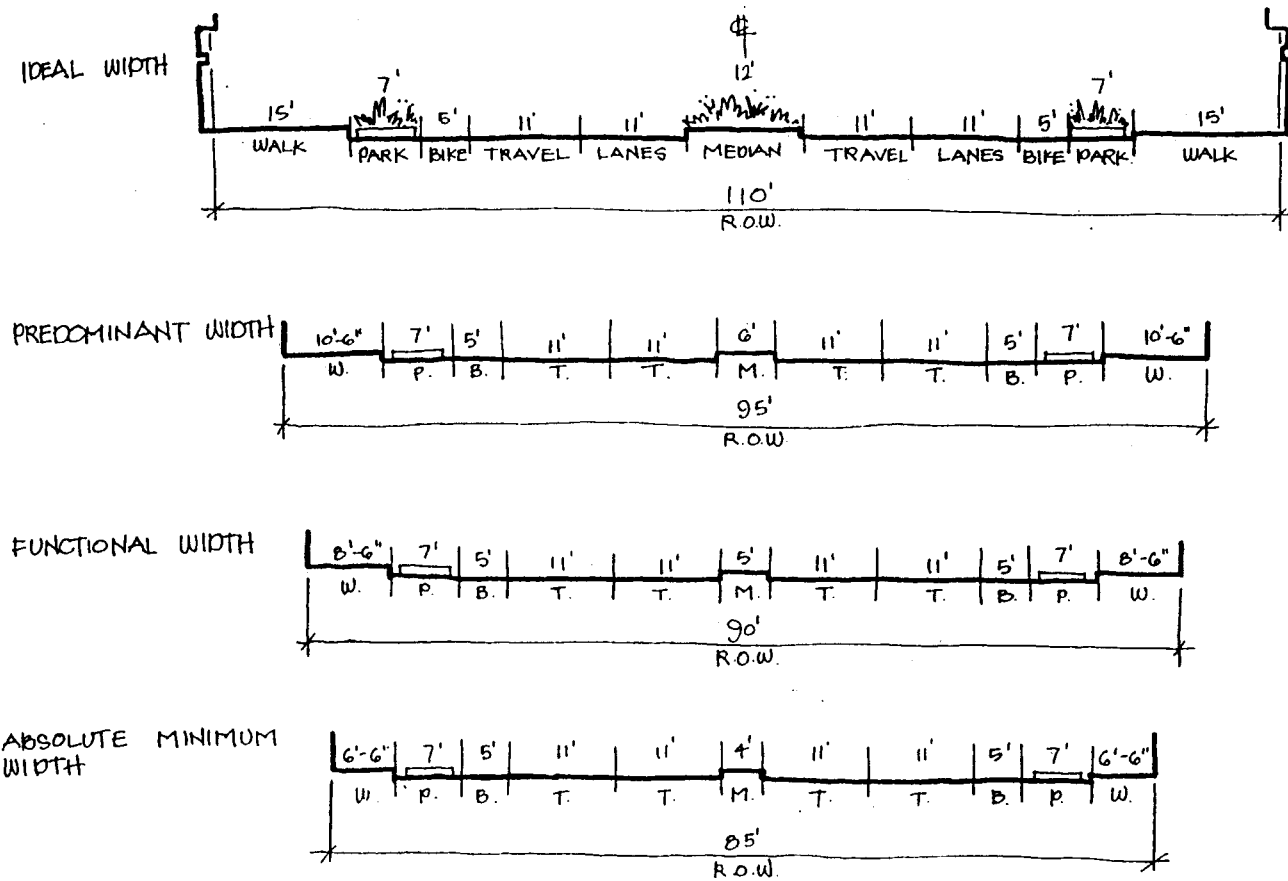 IDEAL WIDTH
℄
7' 12' 7'
15' 5' 11' 11' 11' 11' 5' 15'
WALK PARK BIKE TRAVEL LANES MEDIAN TRAVEL LANES BIKE PARK WALK
110'
R.O.W.
PREDOMINANT WIDTH
10'-6" 7' 5' 11' 11' 6' 11' 11' 5' 7' 10'-6"
W. P. B. T. T. M. T. T. B. P. W.
95'
R.O.W.
FUNCTIONAL WIDTH
8'-6" 7' 5' 11' 11' 5' 11' 11' 5' 7' 8'-6"
W. P. B. T. T. M. T. T. B. P. W.
90'
R.O.W.
ABSOLUTE MINIMUM
WIDTH
6'-6" 7' 5' 11' 11' 4' 11' 11' 5' 7' 6'-6"
W. P. B. T. T. M. T. T. B. P. W.
85'
R.O.W.